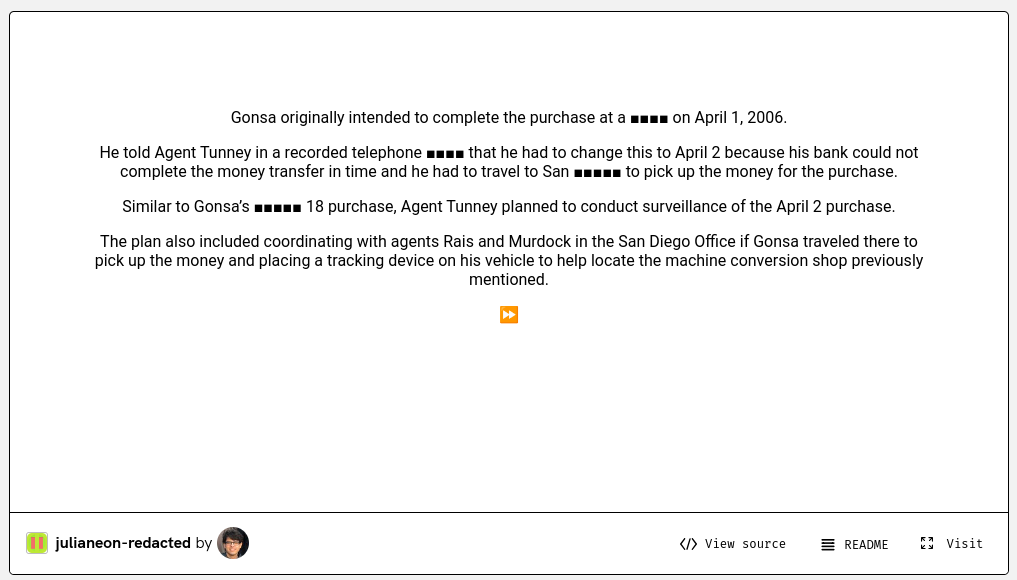 Gonsa originally intended to complete the purchase at a ■■■■ on April 1, 2006.
He told Agent Tunney in a recorded telephone ■■■■ that he had to change this to April 2 because his bank could not
complete the money transfer in time and he had to travel to San ■■■■■ to pick up the money for the purchase.
Similar to Gonsa’s ■■■■■ 18 purchase, Agent Tunney planned to conduct surveillance of the April 2 purchase.
The plan also included coordinating with agents Rais and Murdock in the San Diego Office if Gonsa traveled there to
pick up the money and placing a tracking device on his vehicle to help locate the machine conversion shop previously
mentioned.
⏩
julianeon-redacted by
View source
README
Visit